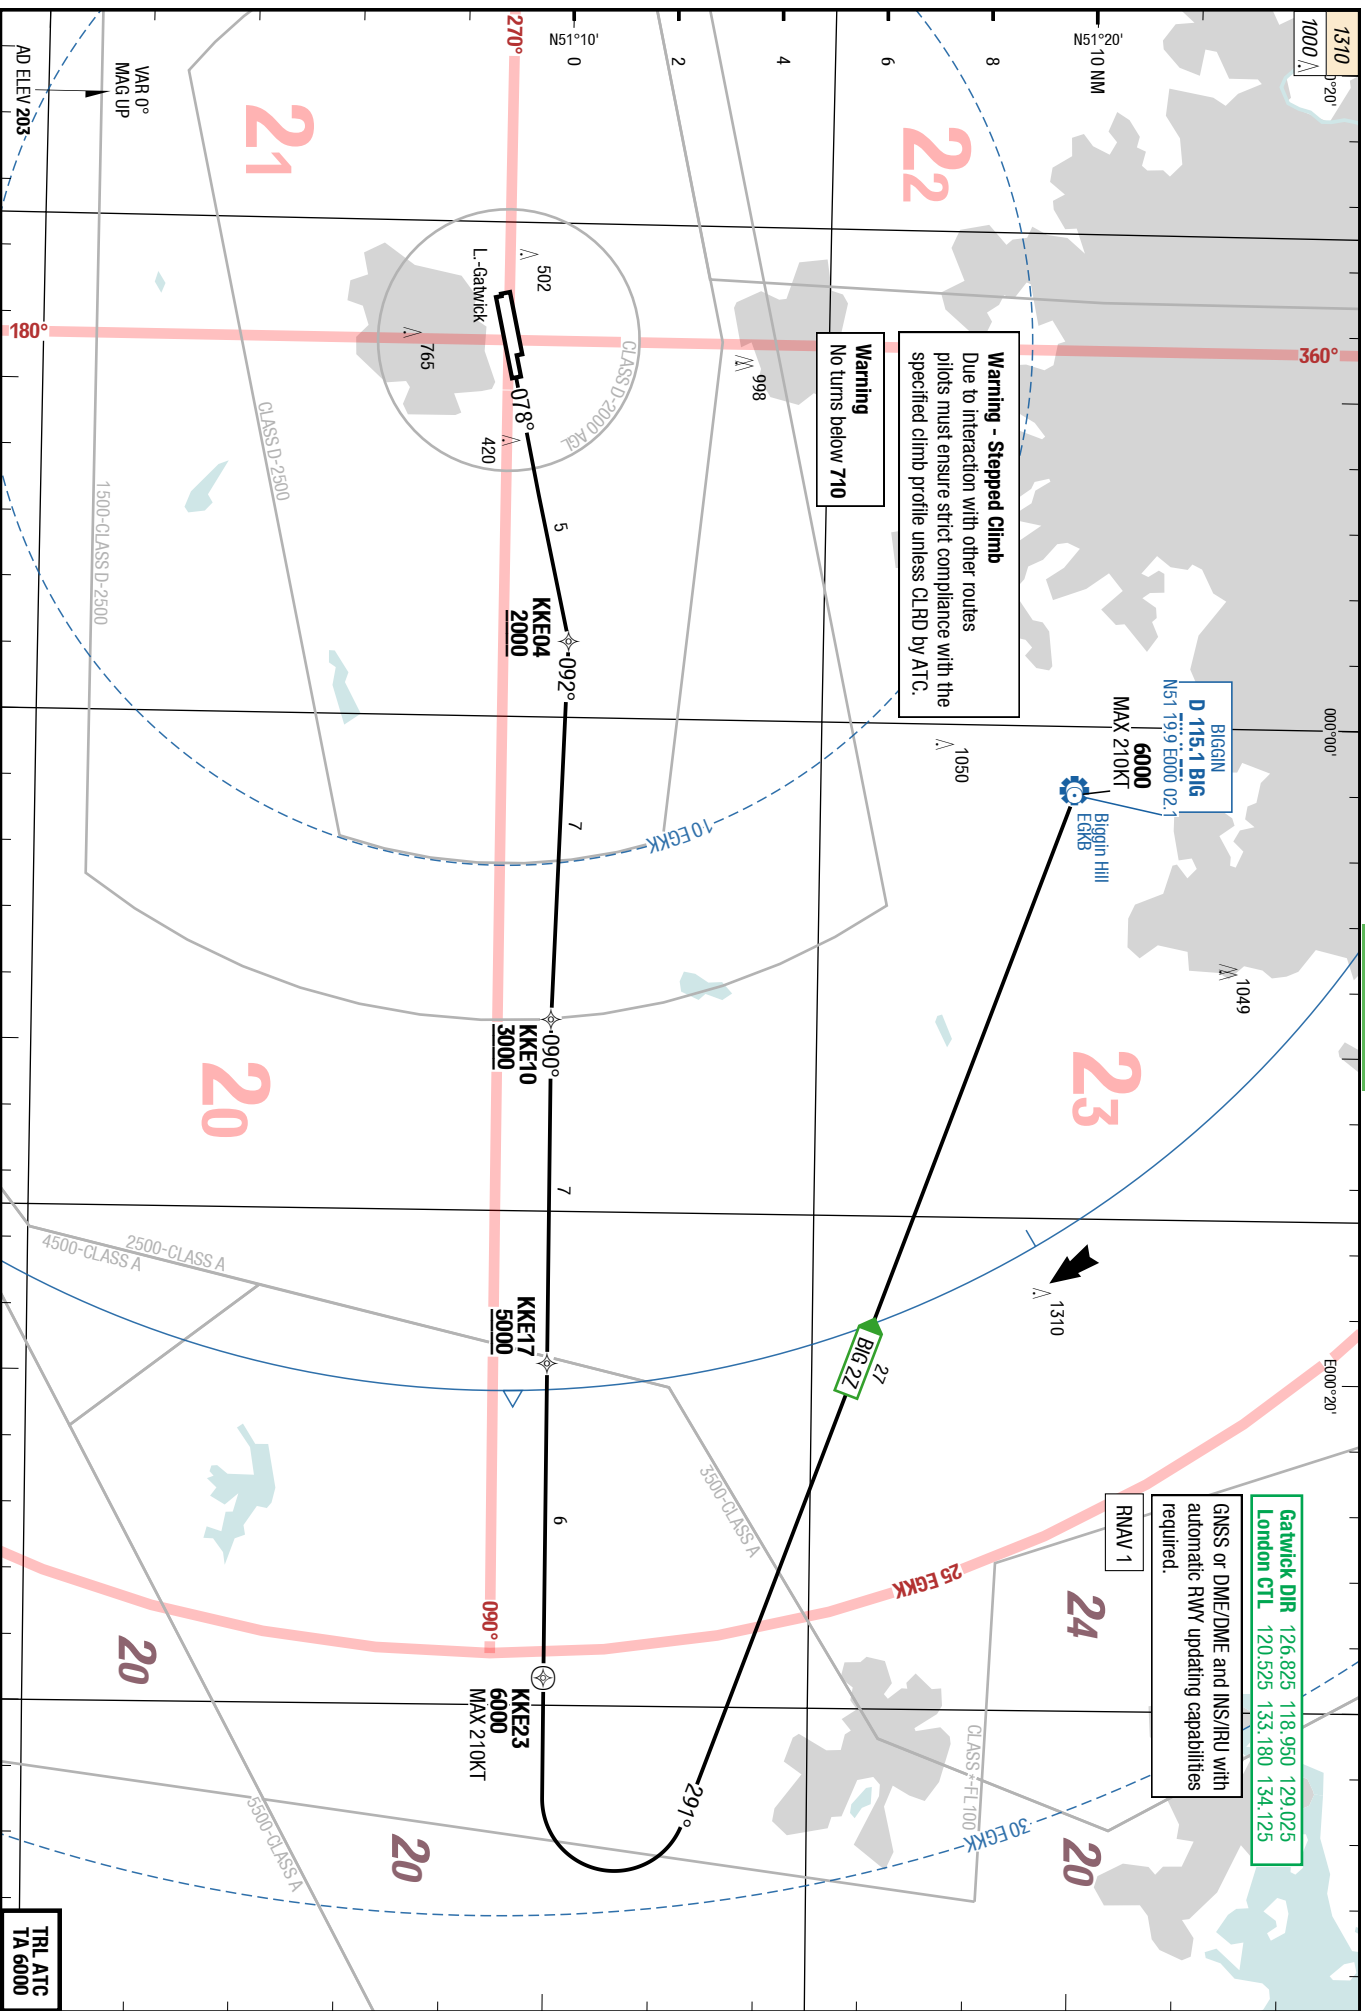 1310
1000
0°20'
000°00'
E000°20'
N51°20'
N51°10'
10 NM
8
6
4
2
0
270°
360°
180°
090°
22
21
23
20
24
20
20
20
BIGGIN
D 115.1 BIG
N51 19.9 E000 02.1
6000
MAX 210KT
Biggin Hill
EGKB
Gatwick DIR 126.825 118.950 129.025
London CTL 120.525 133.180 134.125
GNSS or DME/DME and INS/IRU with
automatic RWY updating capabilities
required.
RNAV 1
Warning - Stepped Climb
Due to interaction with other routes
pilots must ensure strict compliance with the
specified climb profile unless CLRD by ATC.
Warning
No turns below 710
1049
1310
1050
998
502
765
420
27
BIG 2Z
291°
25 EGKK
30 EGKK
10 EGKK
CLASS *-FL100
3500-CLASS A
CLASS D-2000 AGL
L.-Gatwick
078°
5
KKE04
2000
092°
7
KKE10
3000
090°
7
KKE17
5000
6
KKE23
6000
MAX 210KT
CLASS D-2500
1500-CLASS D-2500
2500-CLASS A
4500-CLASS A
5500-CLASS A
VAR 0°
MAG UP
AD ELEV 203
TRL ATC
TA 6000